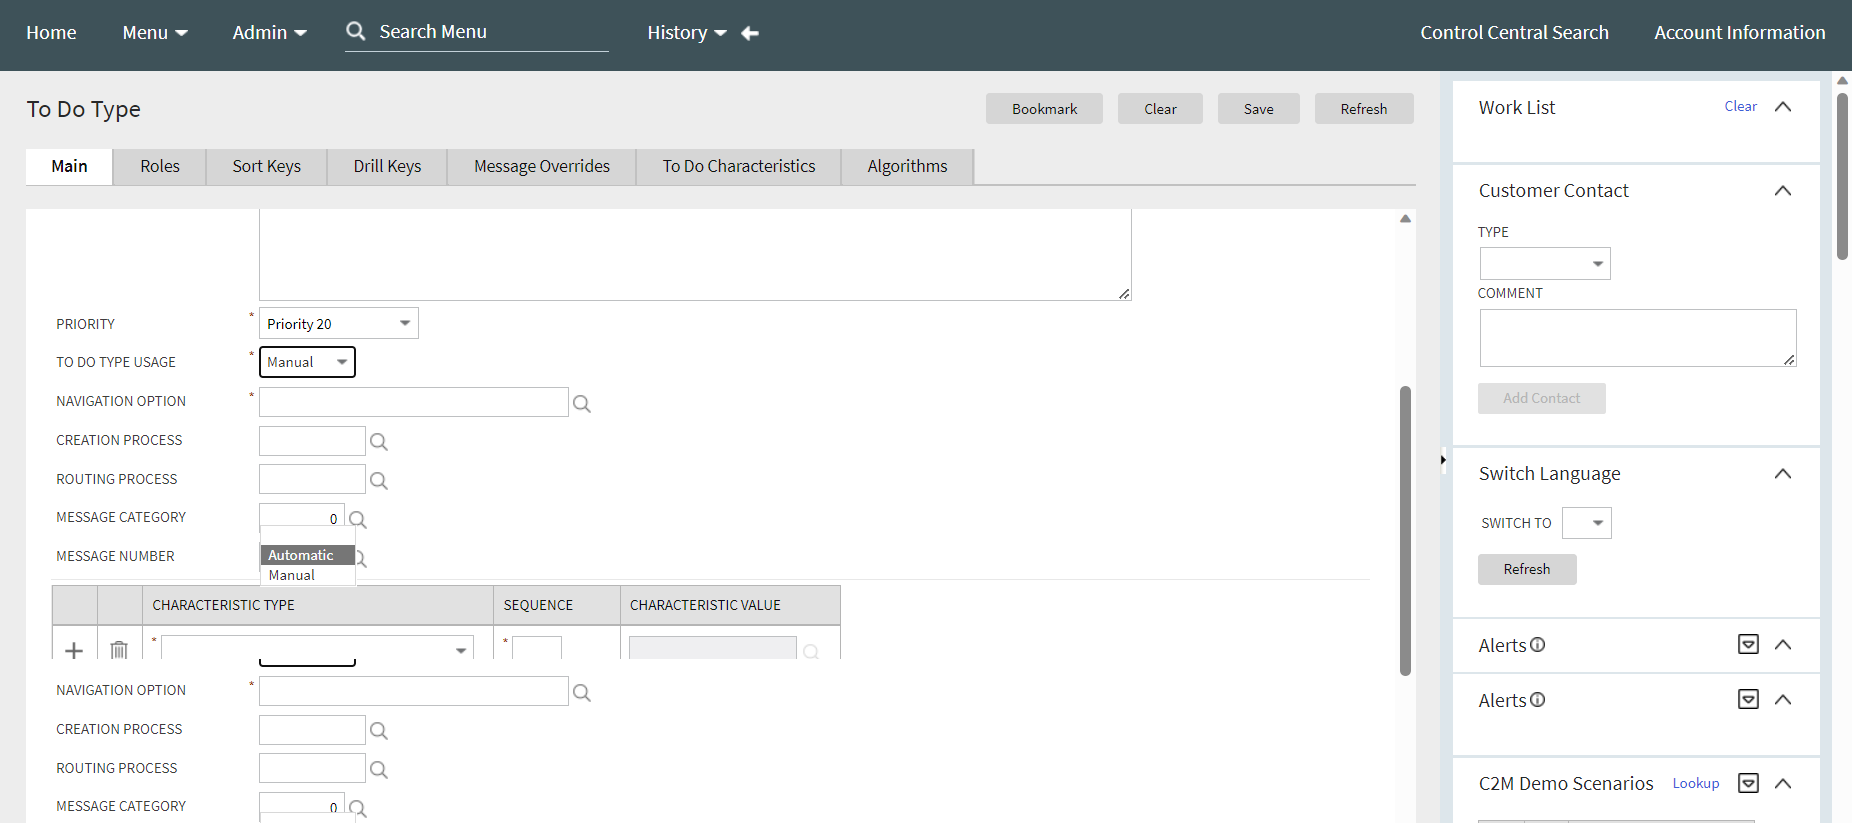 Home Menu Admin Search Menu History Control Central Search Account Information
To Do Type Bookmark Clear Save Refresh
Main Roles Sort Keys Drill Keys Message Overrides To Do Characteristics Algorithms
PRIORITY * Priority 20
TO DO TYPE USAGE * Manual
NAVIGATION OPTION *
CREATION PROCESS
ROUTING PROCESS
MESSAGE CATEGORY 0
MESSAGE NUMBER
Automatic
Manual
CHARACTERISTIC TYPE SEQUENCE CHARACTERISTIC VALUE
* *
NAVIGATION OPTION *
CREATION PROCESS
ROUTING PROCESS
MESSAGE CATEGORY 0
Work List Clear
Customer Contact
TYPE
COMMENT
Add Contact
Switch Language
SWITCH TO
Refresh
Alerts
Alerts
C2M Demo Scenarios Lookup